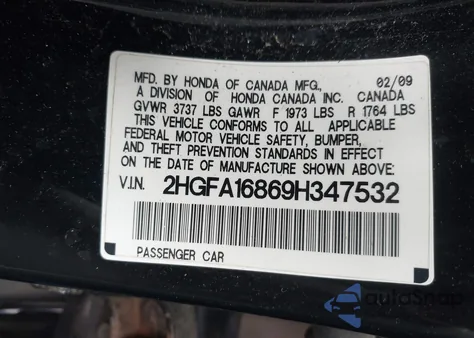 MFD. BY HONDA OF CANADA MFG., 02/09
A DIVISION OF HONDA CANADA INC. CANADA
GVWR 3737 LBS GAWR F 1973 LBS R 1764 LBS
THIS VEHICLE CONFORMS TO ALL APPLICABLE
FEDERAL MOTOR VEHICLE SAFETY, BUMPER,
AND THEFT PREVENTION STANDARDS IN EFFECT
ON THE DATE OF MANUFACTURE SHOWN ABOVE:
V.I.N. 2HGFA16869H347532
PASSENGER CAR
autoSnap